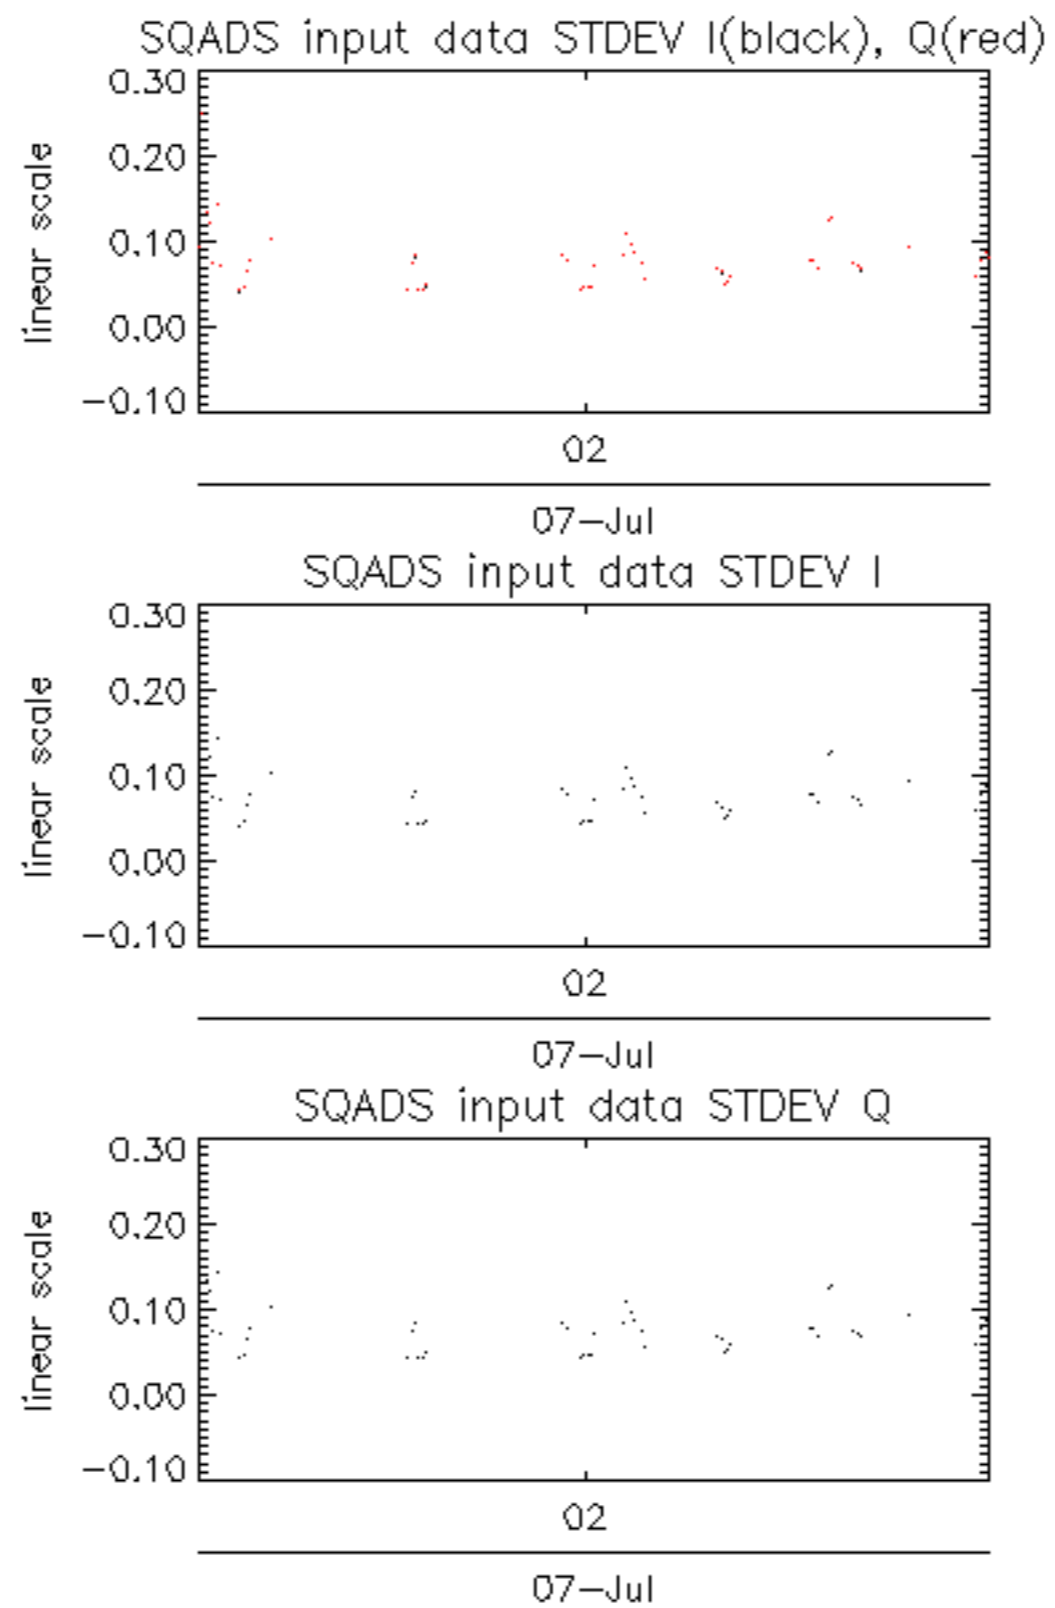 SQADS input data STDEV I(black), Q(red)
0.30
0.20
0.10
0.00
-0.10
linear scale
02
07-Jul
SQADS input data STDEV I
0.30
0.20
0.10
0.00
-0.10
linear scale
02
07-Jul
SQADS input data STDEV Q
0.30
0.20
0.10
0.00
-0.10
linear scale
02
07-Jul